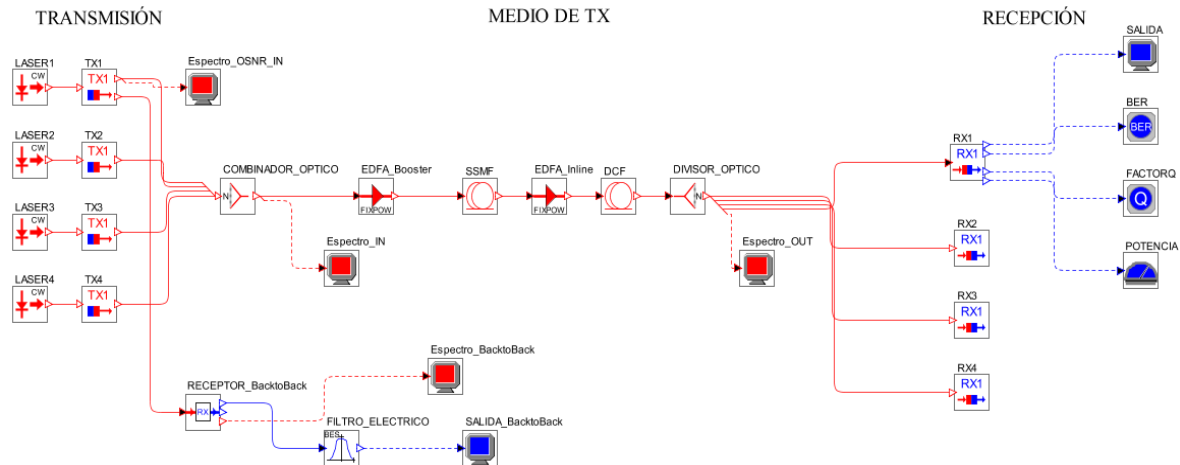 TRANSMISIÓN
MEDIO DE TX
RECEPCIÓN
LASER1
CW
TX1
TX1
Espectro_OSNR_IN
SALIDA
LASER2
CW
TX2
TX1
COMBINADOR_OPTICO
N
EDFA_Booster
FIXPOW
SSMF
EDFA_Inline
FIXPOW
DCF
DIVISOR_OPTICO
N
RX1
RX1
BER
BER
LASER3
CW
TX3
TX1
FACTORQ
Q
Espectro_IN
Espectro_OUT
RX2
RX1
LASER4
CW
TX4
TX1
POTENCIA
RX3
RX1
Espectro_BacktoBack
RX4
RX1
RECEPTOR_BacktoBack
RX
FILTRO_ELECTRICO
BES
SALIDA_BacktoBack